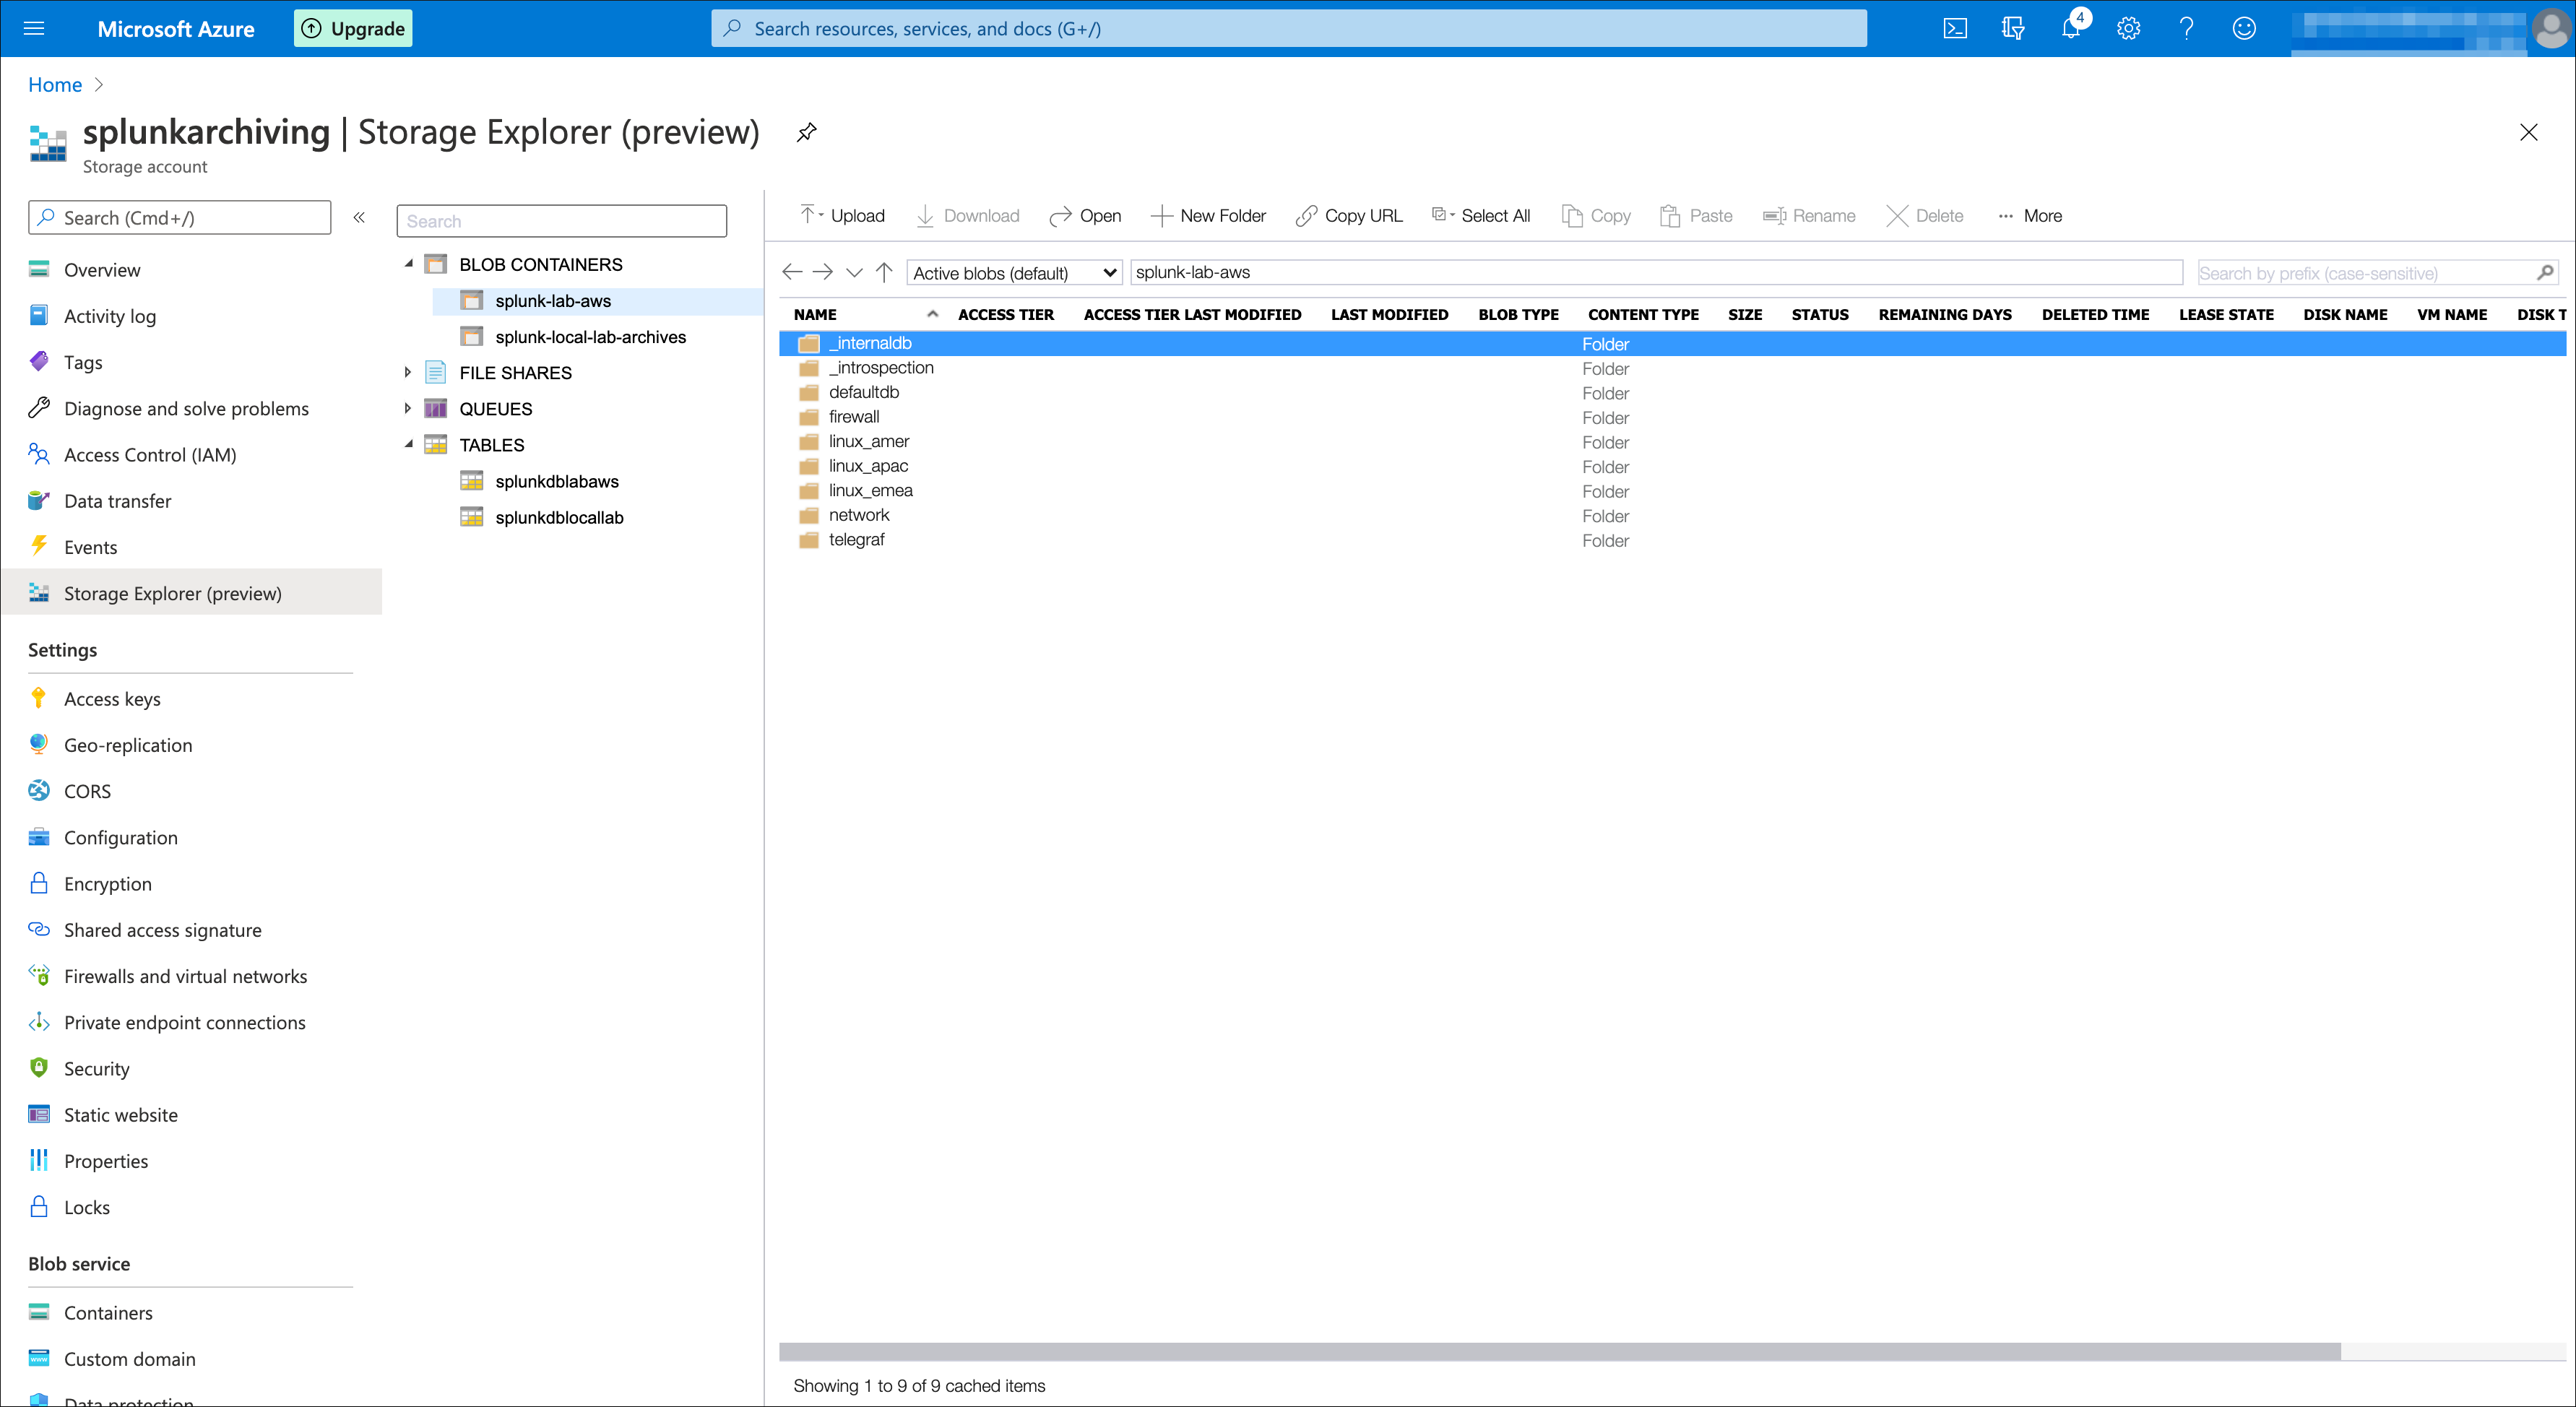 Microsoft Azure
Upgrade
Search resources, services, and docs (G+/)
4
Home
splunkarchiving | Storage Explorer (preview)
Storage account
Search (Cmd+/)
«
Overview
Activity log
Tags
Diagnose and solve problems
Access Control (IAM)
Data transfer
Events
Storage Explorer (preview)
Settings
Access keys
Geo-replication
CORS
Configuration
Encryption
Shared access signature
Firewalls and virtual networks
Private endpoint connections
Security
Static website
Properties
Locks
Blob service
Containers
Custom domain
Data protection
Search
BLOB CONTAINERS
splunk-lab-aws
splunk-local-lab-archives
FILE SHARES
QUEUES
TABLES
splunkdblabaws
splunkdblocallab
Upload Download Open New Folder Copy URL Select All Copy Paste Rename Delete More
Active blobs (default) splunk-lab-aws Search by prefix (case-sensitive)
NAME ACCESS TIER ACCESS TIER LAST MODIFIED LAST MODIFIED BLOB TYPE CONTENT TYPE SIZE STATUS REMAINING DAYS DELETED TIME LEASE STATE DISK NAME VM NAME DISK T
_internaldb Folder
_introspection Folder
defaultdb Folder
firewall Folder
linux_amer Folder
linux_apac Folder
linux_emea Folder
network Folder
telegraf Folder
Showing 1 to 9 of 9 cached items